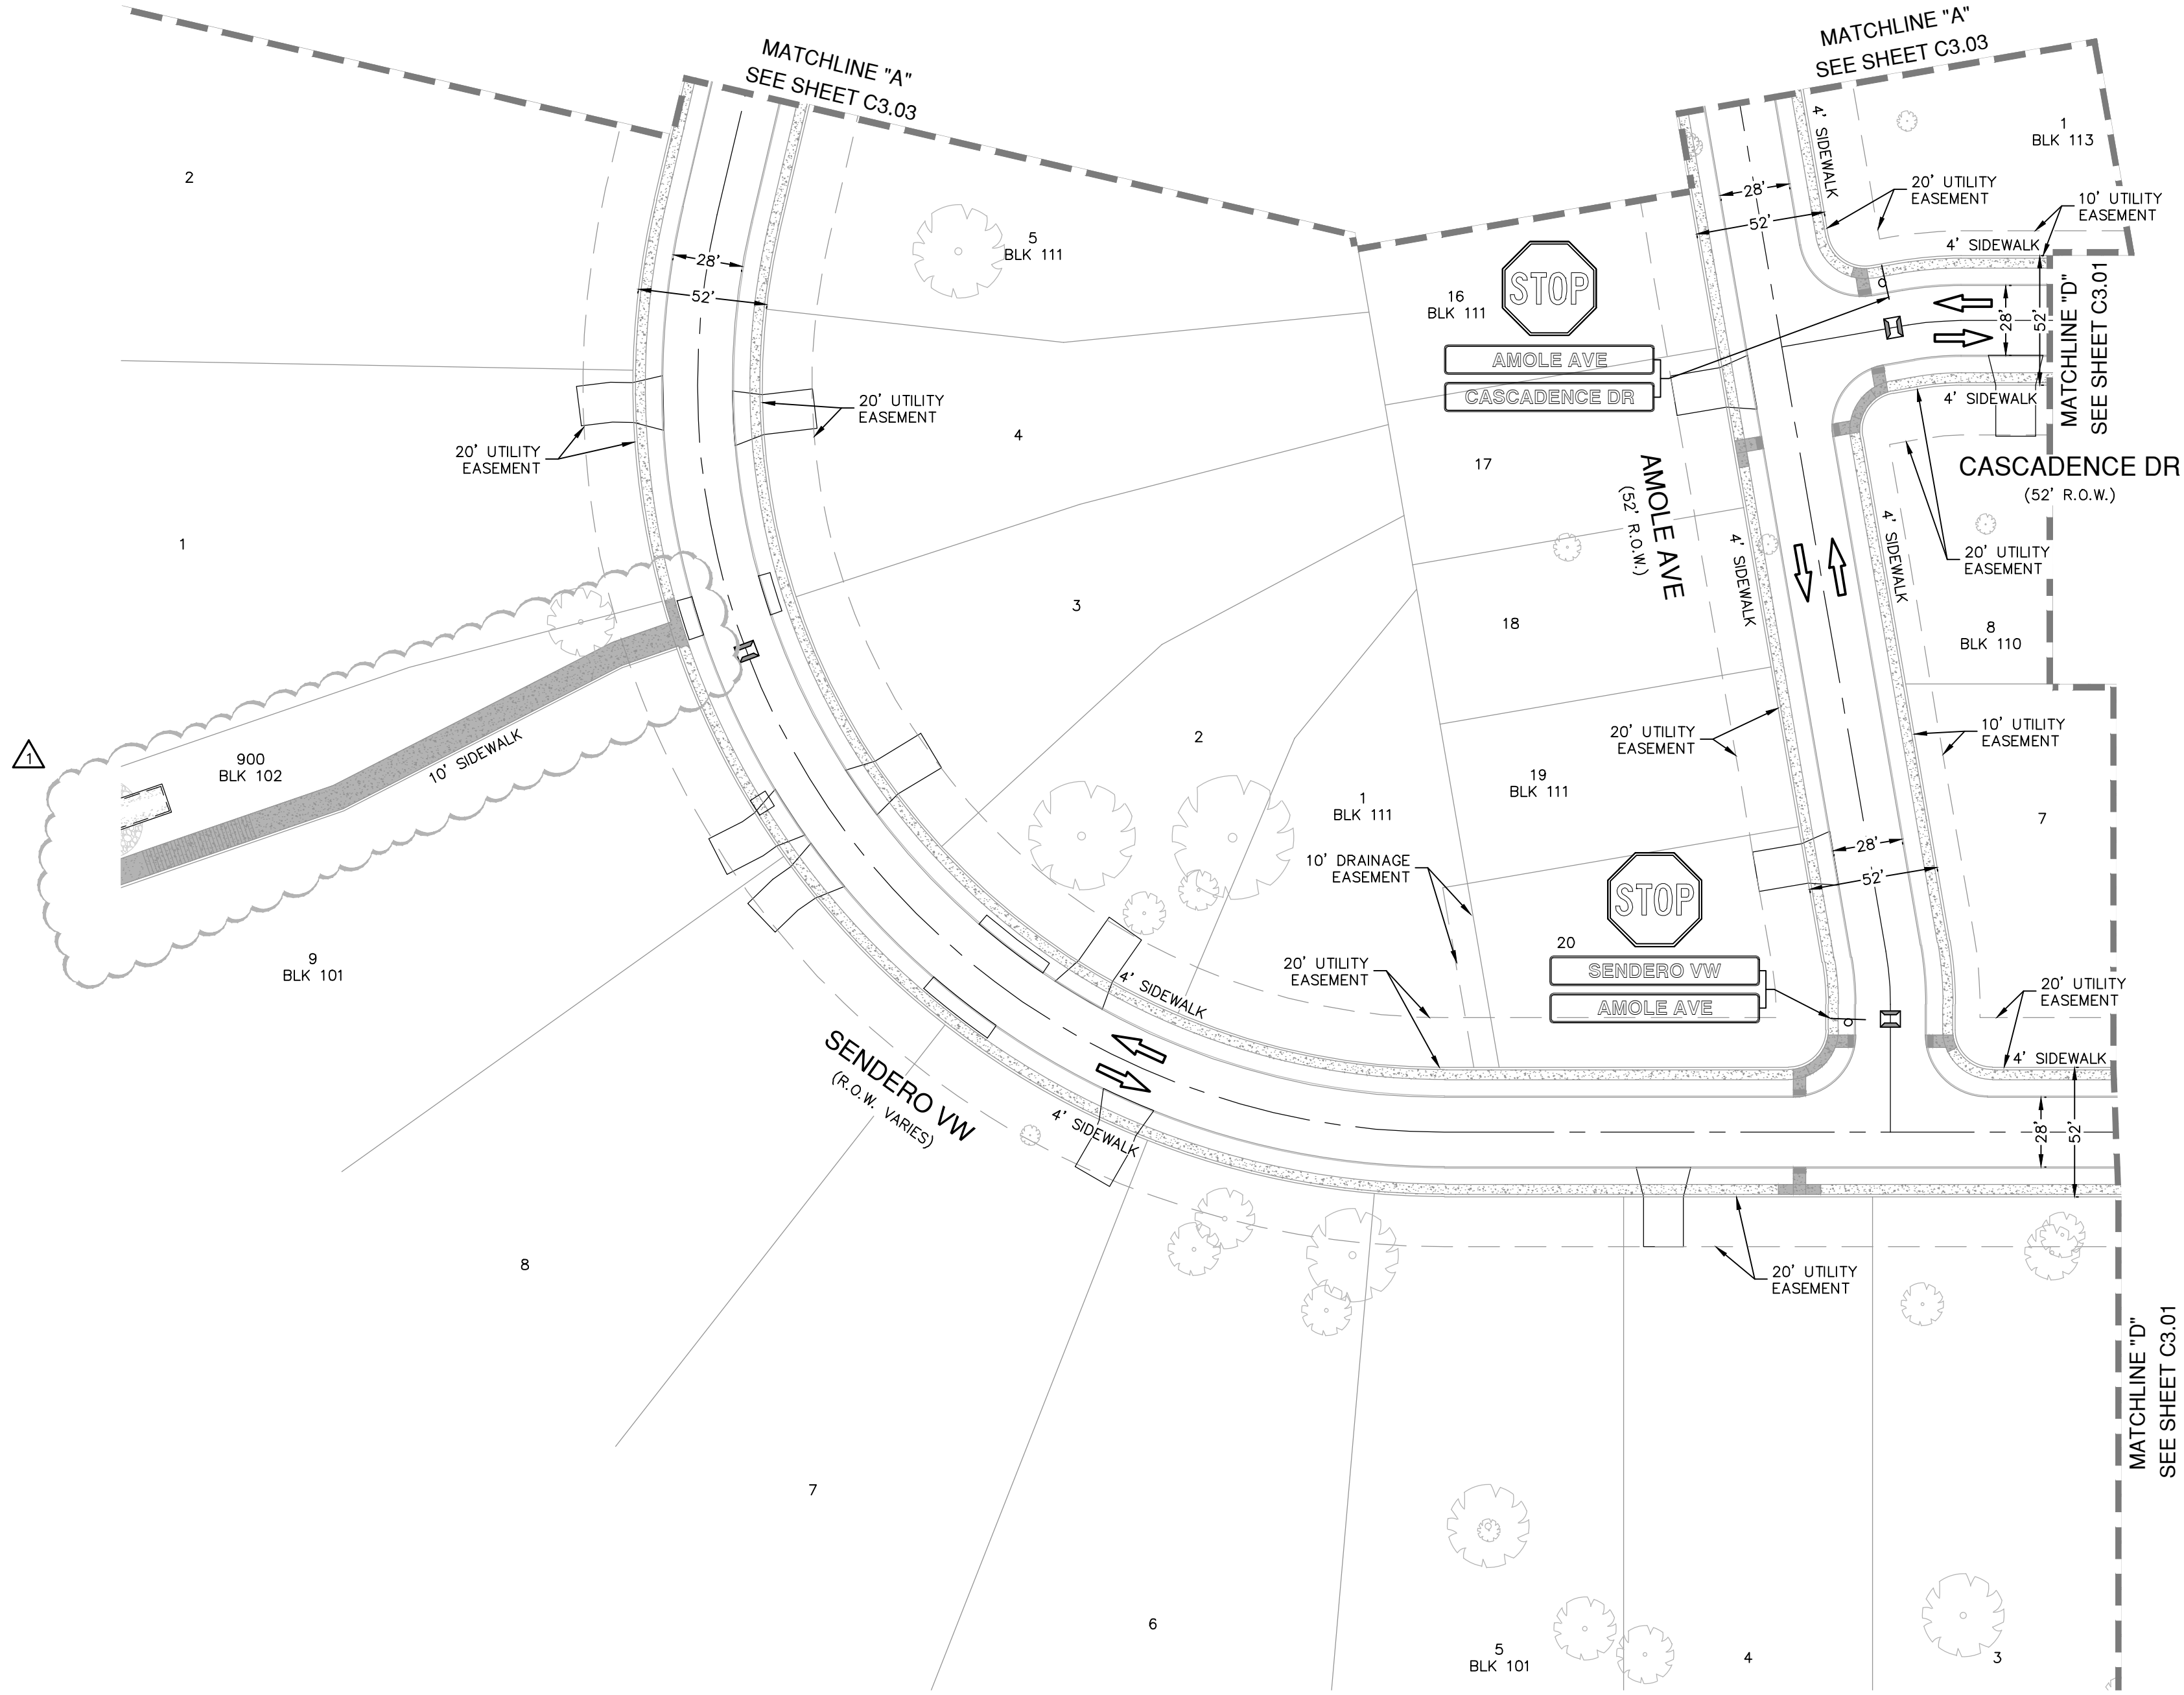 MATCHLINE "A"
SEE SHEET C3.03
MATCHLINE "A"
SEE SHEET C3.03
2
5
BLK 111
28'
52'
20' UTILITY
EASEMENT
20' UTILITY
EASEMENT
4
1
3
2
900
BLK 102
10' SIDEWALK
1
9
BLK 101
1
BLK 111
10' DRAINAGE
EASEMENT
20' UTILITY
EASEMENT
16
BLK 111
STOP
AMOLE AVE
CASCADENCE DR
17
18
19
BLK 111
20
STOP
SENDERO VW
AMOLE AVE
AMOLE AVE
(52' R.O.W.)
4' SIDEWALK
20' UTILITY
EASEMENT
28'
52'
4' SIDEWALK
1
BLK 113
20' UTILITY
EASEMENT
10' UTILITY
EASEMENT
4' SIDEWALK
28'
52'
MATCHLINE "D"
SEE SHEET C3.01
4' SIDEWALK
CASCADENCE DR
(52' R.O.W.)
4' SIDEWALK
20' UTILITY
EASEMENT
8
BLK 110
10' UTILITY
EASEMENT
7
28'
52'
20' UTILITY
EASEMENT
4' SIDEWALK
28'
52'
4' SIDEWALK
SENDERO VW
(R.O.W. VARIES)
4' SIDEWALK
20' UTILITY
EASEMENT
8
7
6
5
BLK 101
4
3
MATCHLINE "D"
SEE SHEET C3.01